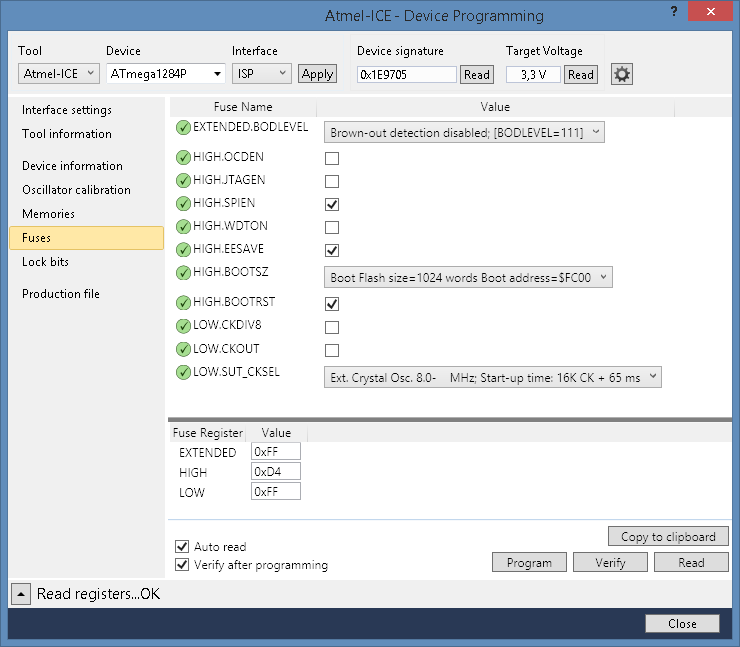 Atmel-ICE - Device Programming
?
Tool Device Interface Device signature Target Voltage
Atmel-ICE ATmega1284P ISP Apply 0x1E9705 Read 3,3 V Read
Interface settings
Tool information
Device information
Oscillator calibration
Memories
Fuses
Lock bits
Production file
Fuse Name Value
EXTENDED.BODLEVEL Brown-out detection disabled; [BODLEVEL=111]
HIGH.OCDEN
HIGH.JTAGEN
HIGH.SPIEN
HIGH.WDTON
HIGH.EESAVE
HIGH.BOOTSZ Boot Flash size=1024 words Boot address=$FC00
HIGH.BOOTRST
LOW.CKDIV8
LOW.CKOUT
LOW.SUT_CKSEL Ext. Crystal Osc. 8.0- MHz; Start-up time: 16K CK + 65 ms
Fuse Register Value
EXTENDED 0xFF
HIGH 0xD4
LOW 0xFF
Copy to clipboard
Auto read
Verify after programming
Program Verify Read
Read registers...OK
Close